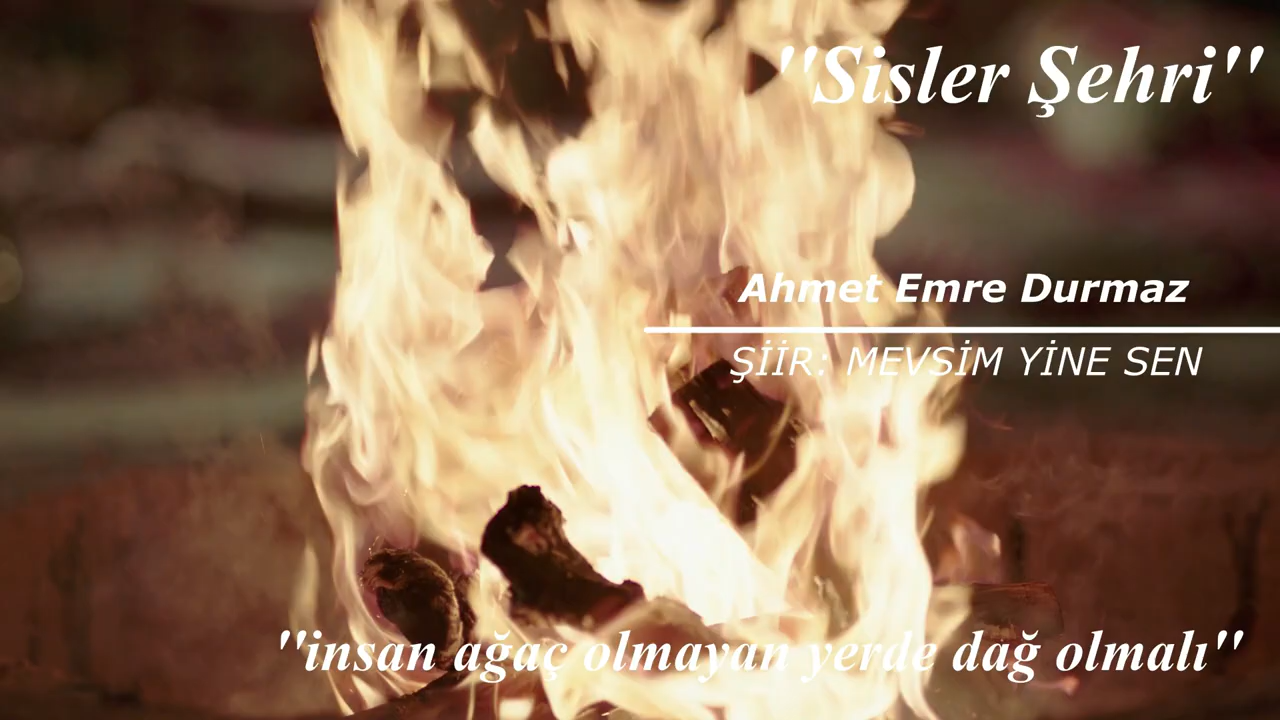 "Sisler Şehri"
Ahmet Emre Durmaz
ŞİİR: MEVSİM YİNE SEN
"insan ağaç olmayan yerde dağ olmalı"